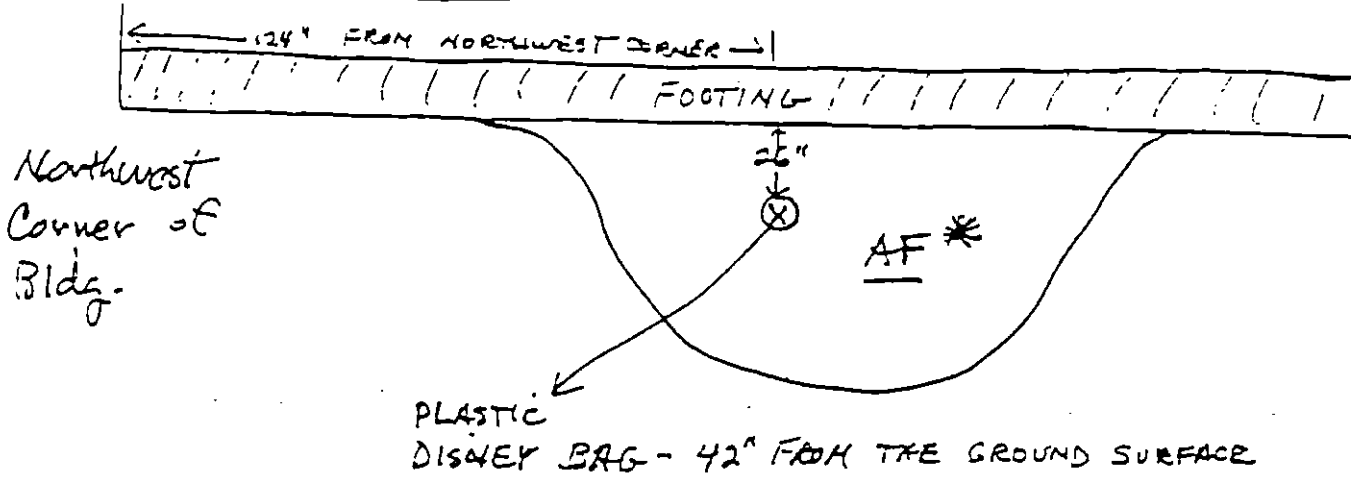 124" FROM NORTHWEST CORNER
FOOTING
Northwest
Corner of
Bldg.
AF *
PLASTIC
DISNEY BAG - 42" FROM THE GROUND SURFACE